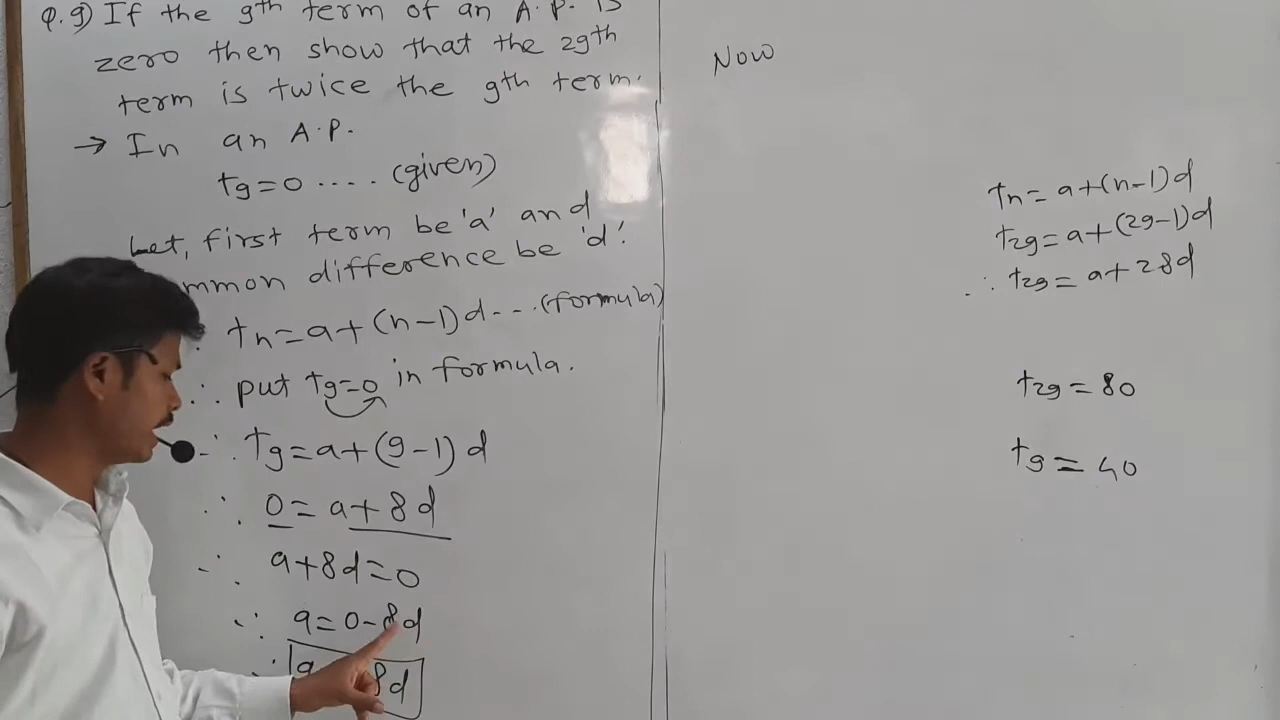 Q.9) If the 9th term of an A.P. is
zero then show that the 29th
term is twice the 9th term.
→ In an A.P.
t9=0 .... (given)
Let, first term be 'a' and
mmon difference be 'd'.
tn=a+(n-1)d... (formula)
∴ put t9=0 in formula.
∴ t9=a+(9-1)d
∴ 0=a+8d
∴ a+8d=0
∴ a=0-8d
∴ a 8d
Now
tn=a+(n-1)d
t29=a+(29-1)d
∴ t29=a+28d
t29=80
t9=40